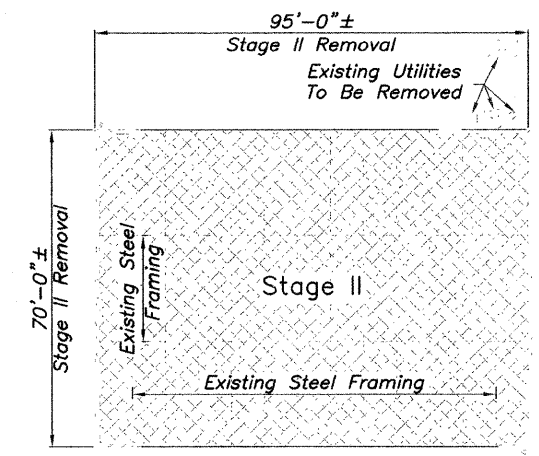 95'-0"±
Stage II Removal
Existing Utilities
To Be Removed
70'-0"±
Stage II Removal
Existing Steel
Framing
Stage II
Existing Steel Framing